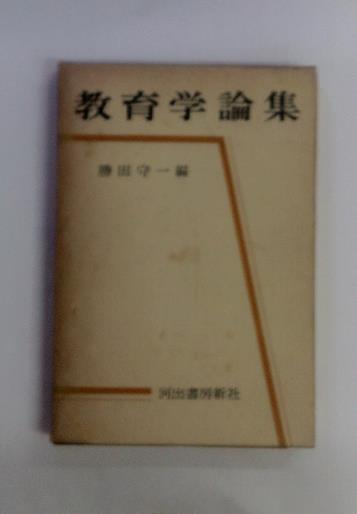 教育学論集
勝田守一編
河出書房新社